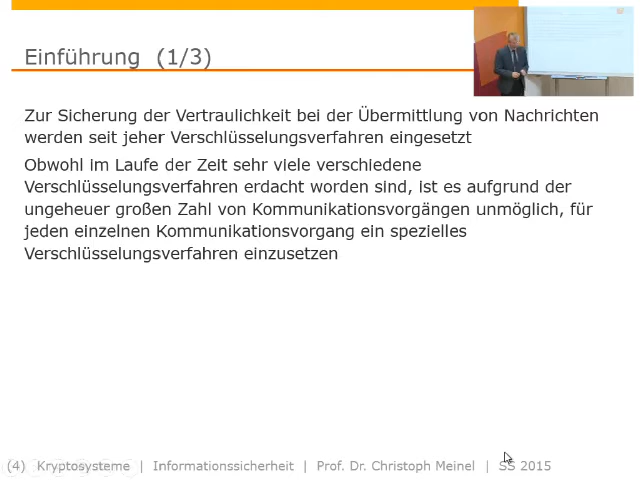 Einführung (1/3)
Zur Sicherung der Vertraulichkeit bei der Übermittlung von Nachrichten
werden seit jeher Verschlüsselungsverfahren eingesetzt
Obwohl im Laufe der Zeit sehr viele verschiedene
Verschlüsselungsverfahren erdacht worden sind, ist es aufgrund der
ungeheuer großen Zahl von Kommunikationsvorgängen unmöglich, für
jeden einzelnen Kommunikationsvorgang ein spezielles
Verschlüsselungsverfahren einzusetzen
(4) Kryptosysteme | Informationssicherheit | Prof. Dr. Christoph Meinel | SS 2015